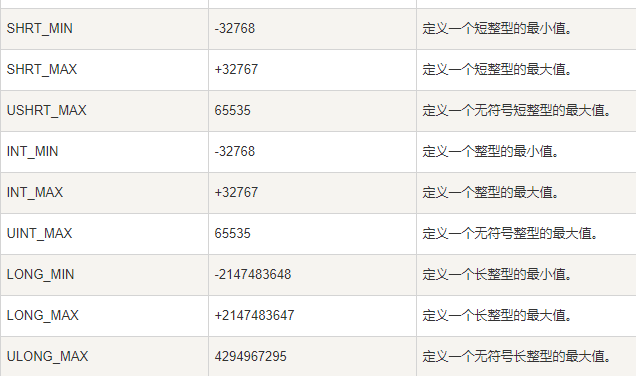 SHRT_MIN -32768 定义一个短整型的最小值。
SHRT_MAX +32767 定义一个短整型的最大值。
USHRT_MAX 65535 定义一个无符号短整型的最大值。
INT_MIN -32768 定义一个整型的最小值。
INT_MAX +32767 定义一个整型的最大值。
UINT_MAX 65535 定义一个无符号整型的最大值。
LONG_MIN -2147483648 定义一个长整型的最小值。
LONG_MAX +2147483647 定义一个长整型的最大值。
ULONG_MAX 4294967295 定义一个无符号长整型的最大值。